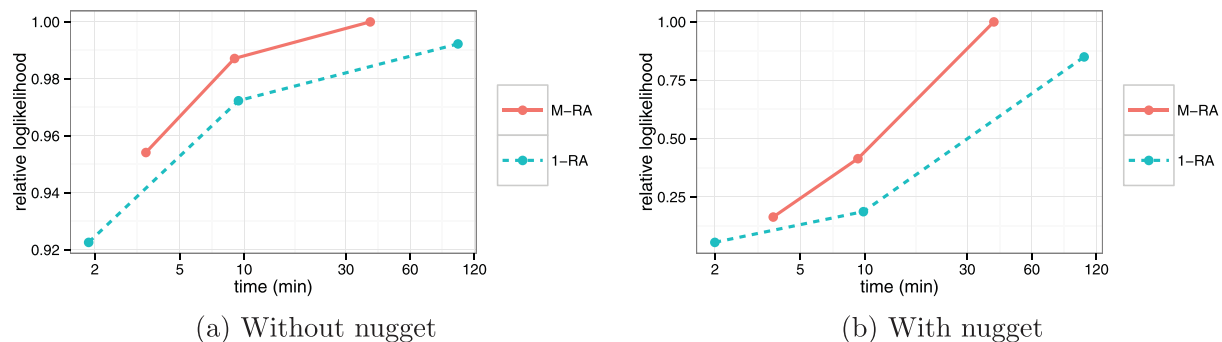 relative loglikelihood
1.00
0.98
0.96
0.94
0.92
2 5 10 30 60 120
time (min)
M−RA
1−RA
(a) Without nugget
relative loglikelihood
1.00
0.75
0.50
0.25
2 5 10 30 60 120
time (min)
M−RA
1−RA
(b) With nugget